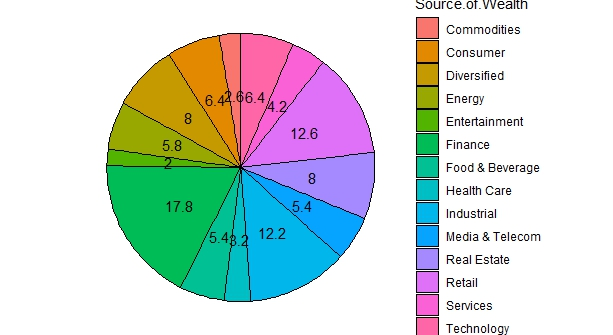 Source.of.Wealth
Commodities
Consumer
Diversified
Energy
Entertainment
Finance
Food & Beverage
Health Care
Industrial
Media & Telecom
Real Estate
Retail
Services
Technology
2.6
6.4
6.4
4.2
8
12.6
5.8
2
8
17.8
5.4
5.4
3.2
12.2